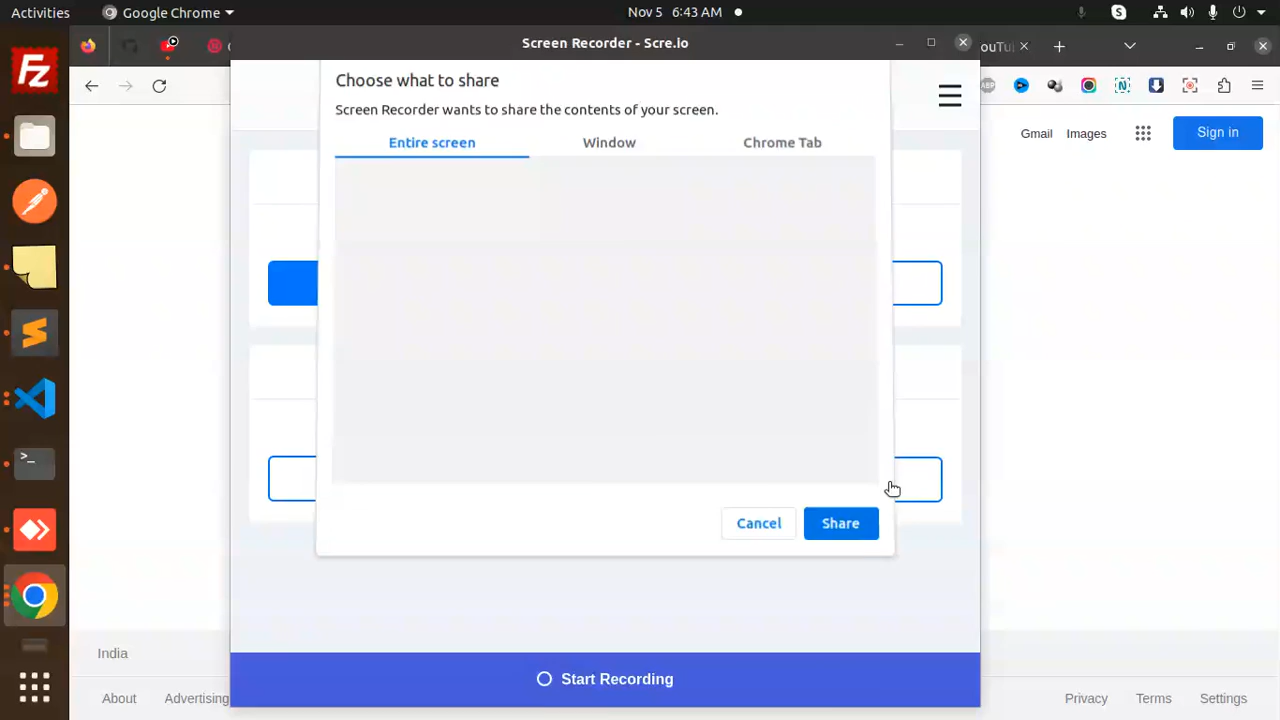 Activities Google Chrome Nov 5 6:43 AM
Screen Recorder - Scre.io
Choose what to share
Screen Recorder wants to share the contents of your screen.
Entire screen Window Chrome Tab
Gmail Images Sign in
Cancel Share
India
Start Recording
About Advertising Privacy Terms Settings